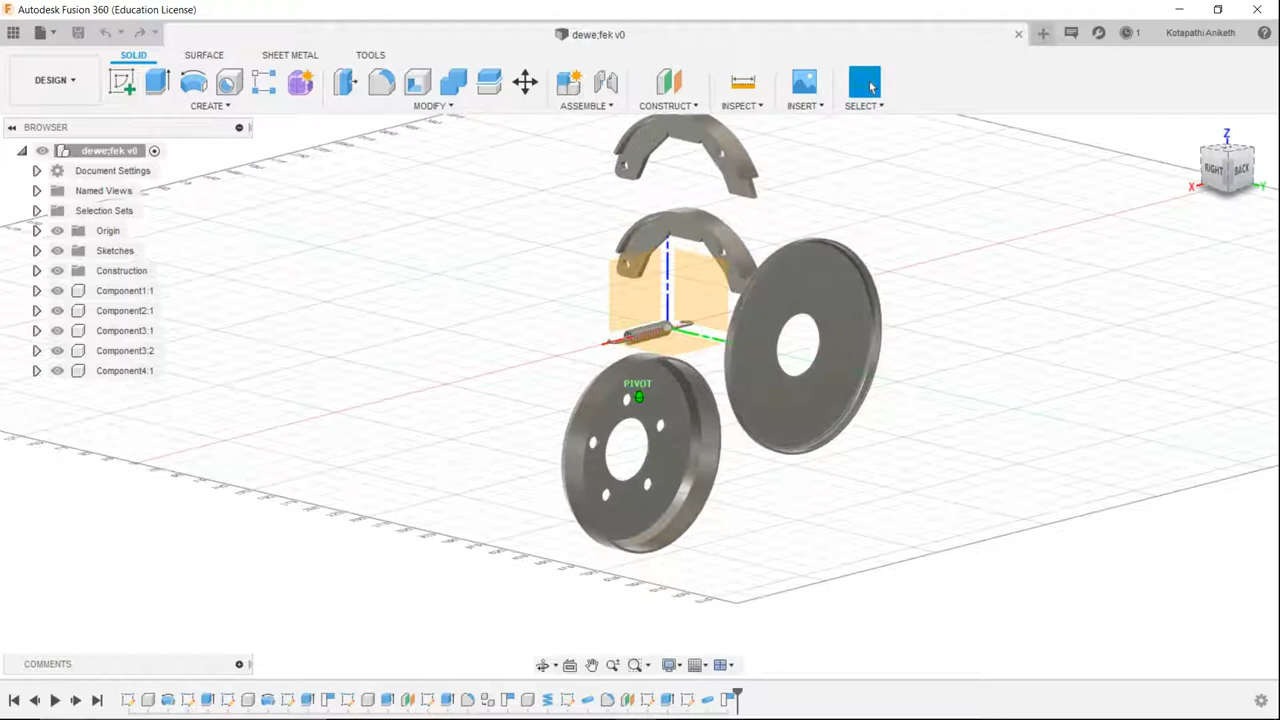 Autodesk Fusion 360 (Education License)
dewe;fek v0
1
Kotapathi Aniketh
DESIGN
SOLID
SURFACE
SHEET METAL
TOOLS
CREATE
MODIFY
ASSEMBLE
CONSTRUCT
INSPECT
INSERT
SELECT
BROWSER
dewe;fek v0
Document Settings
Named Views
Selection Sets
Origin
Sketches
Construction
Component1:1
Component2:1
Component3:1
Component3:2
Component4:1
PIVOT
Z
RIGHT
BACK
X
Y
COMMENTS